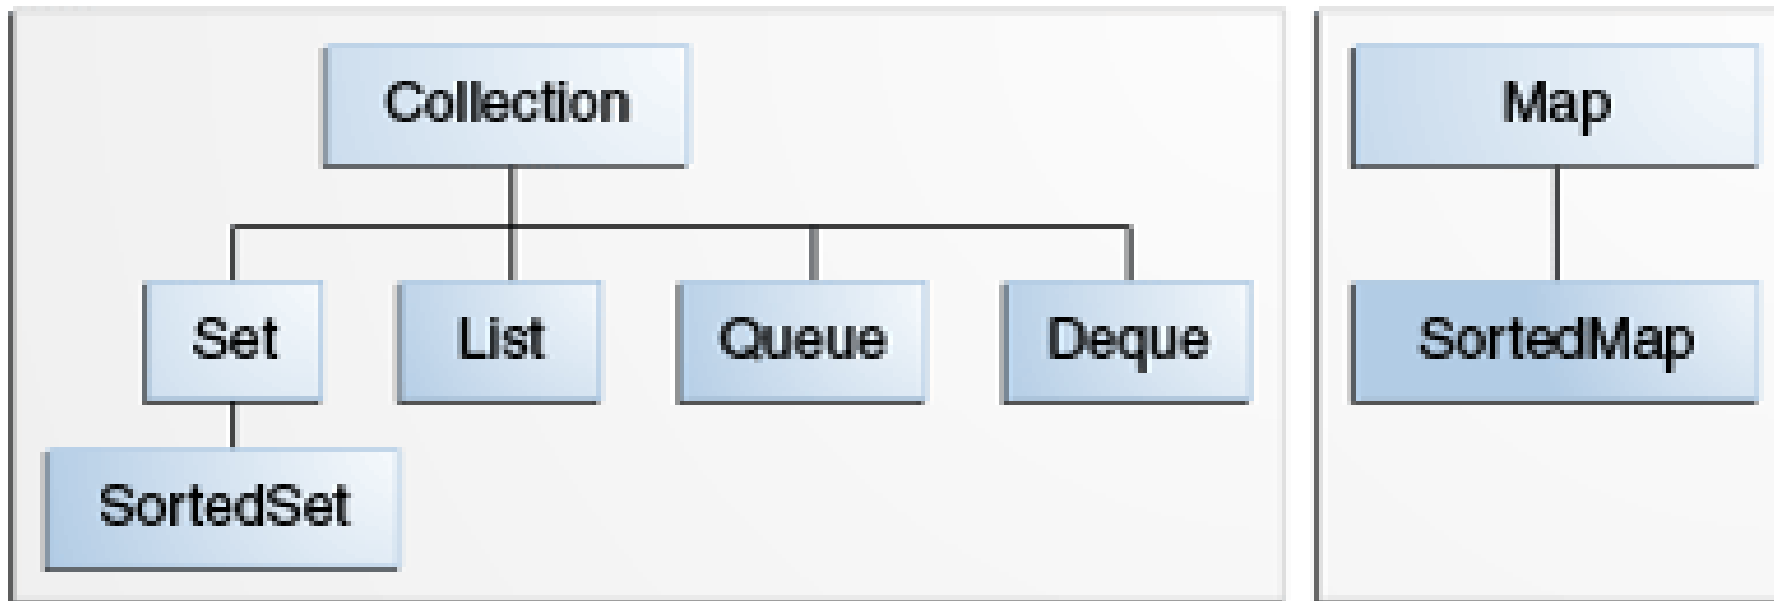 Collection
Map
Set
List
Queue
Deque
SortedMap
SortedSet